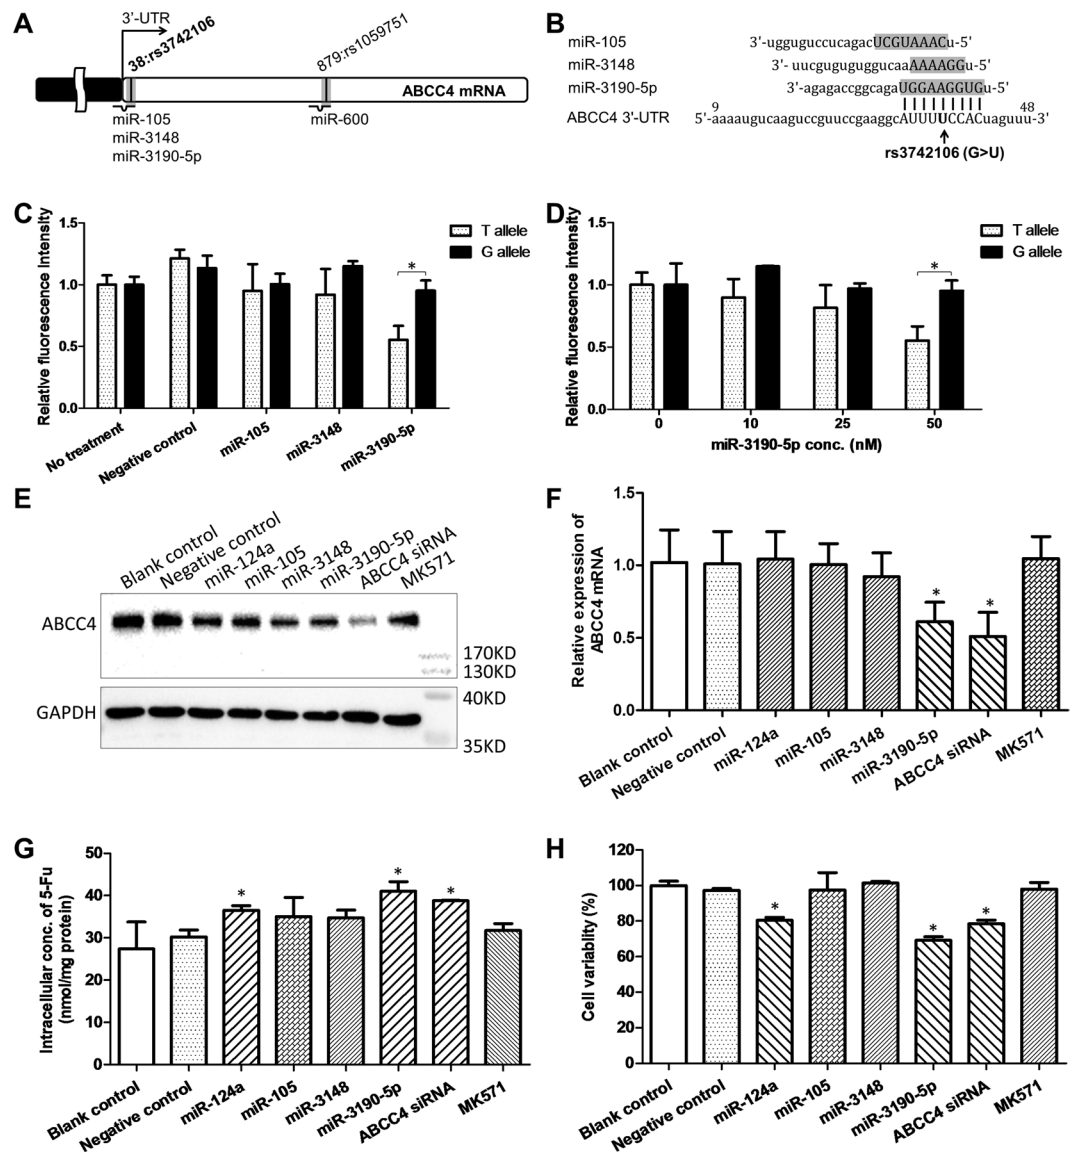 A
3'-UTR
38:rs3742106
879:rs1059751
ABCC4 mRNA
miR-105
miR-3148
miR-3190-5p
miR-600
B
miR-105 3'-ugguguccucagacUCGUAAACu-5'
miR-3148 3'- uucgugugugguc​aaAAAAGGu-5'
miR-3190-5p 3'-agagaccggcagaUGGAAGGUGu-5'
9 48
ABCC4 3'-UTR 5'-aaaaugucaaguccguuccgaaggcAUUUUCCACUaguuu-3'
rs3742106 (G>U)
C
Relative fluorescence intensity
1.5
1.0
0.5
0.0
T allele
G allele
*
No treatment
Negative control
miR-105
miR-3148
miR-3190-5p
D
Relative fluorescence intensity
1.5
1.0
0.5
0.0
T allele
G allele
*
0 10 25 50
miR-3190-5p conc. (nM)
E
Blank control
Negative control
miR-124a
miR-105
miR-3148
miR-3190-5p
ABCC4 siRNA
MK571
ABCC4
170KD
130KD
GAPDH
40KD
35KD
F
Relative expression of
ABCC4 mRNA
1.5
1.0
0.5
0.0
* *
Blank control
Negative control
miR-124a
miR-105
miR-3148
miR-3190-5p
ABCC4 siRNA
MK571
G
Intracellular conc. of 5-Fu
(nmol/mg protein)
50
40
30
20
10
0
* * *
Blank control
Negative control
miR-124a
miR-105
miR-3148
miR-3190-5p
ABCC4 siRNA
MK571
H
Cell variability (%)
120
100
80
60
40
20
0
* * *
Blank control
Negative control
miR-124a
miR-105
miR-3148
miR-3190-5p
ABCC4 siRNA
MK571